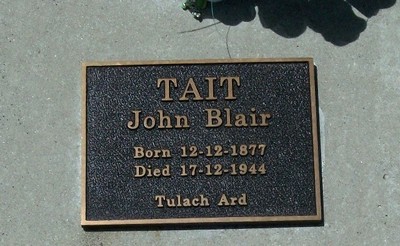 TAIT
John Blair
Born 12-12-1877
Died 17-12-1944
Tulach Ard